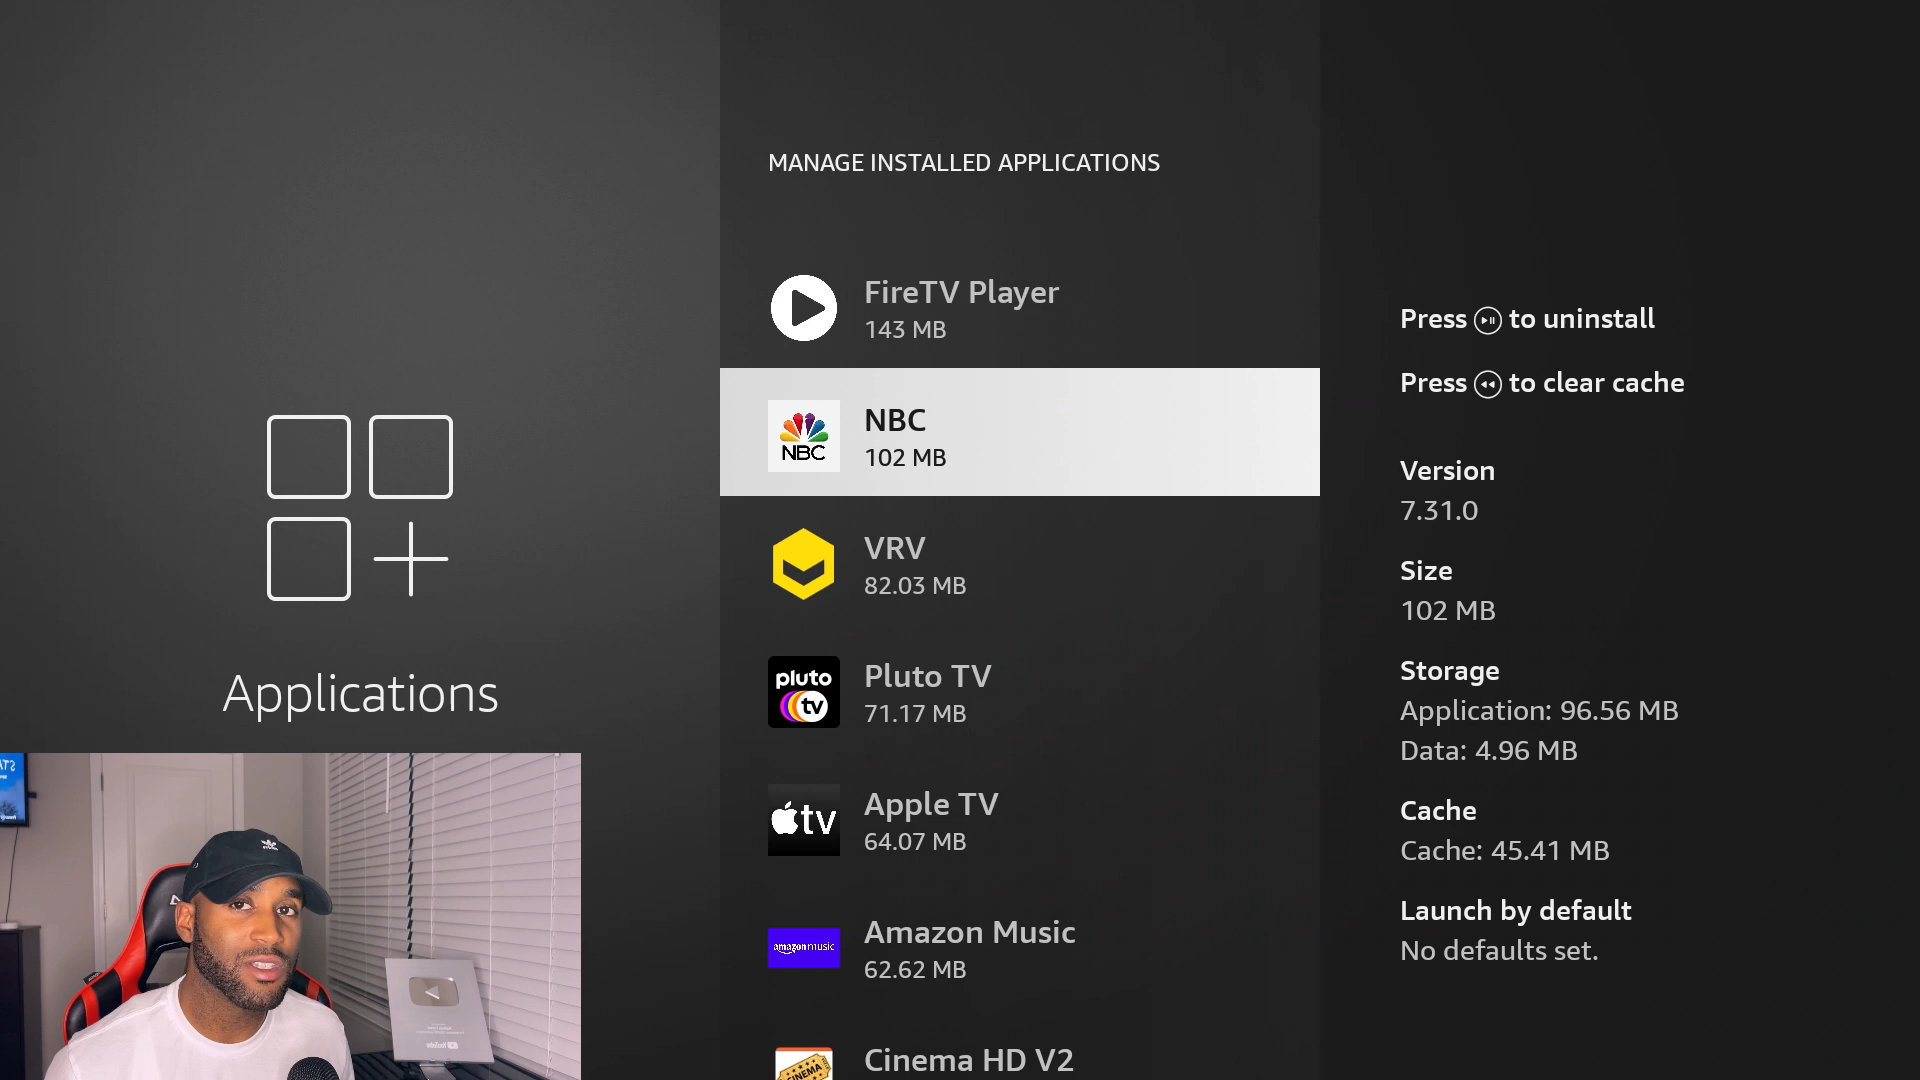 MANAGE INSTALLED APPLICATIONS
FireTV Player
143 MB
NBC
NBC
102 MB
VRV
82.03 MB
pluto
tv
Pluto TV
71.17 MB
tv
Apple TV
64.07 MB
amazon music
Amazon Music
62.62 MB
CINEMA
Cinema HD V2
Applications
Press to uninstall
Press to clear cache
Version
7.31.0
Size
102 MB
Storage
Application: 96.56 MB
Data: 4.96 MB
Cache
Cache: 45.41 MB
Launch by default
No defaults set.
YouTube